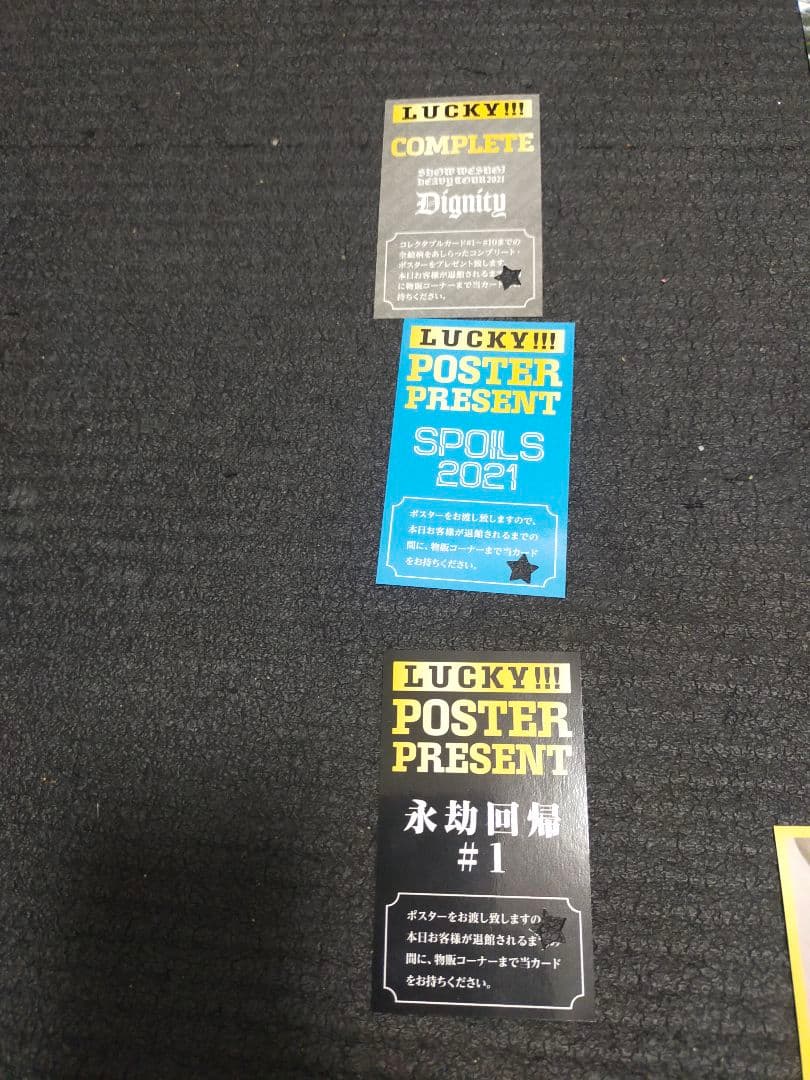 LUCKY!!!
COMPLETE
SHOW WESUGI
HEAVY TOUR 2021
Dignity
コレクタブルカード#1~#10までの
全絵柄をあしらったコンプリート・
ポスターをプレゼント致します。
本日お客様が退館されるま
に物販コーナーまで当カード
持ちください。
LUCKY!!!
POSTER
PRESENT
SPOILS
2021
ポスターをお渡し致しますので、
本日お客様が退館されるまでの
間に、物販コーナーまで当カード
をお持ちください。
LUCKY!!!
POSTER
PRESENT
永劫回帰
#1
ポスターをお渡し致しますの
本日お客様が退館されるまでの
間に、物販コーナーまで当カード
をお持ちください。